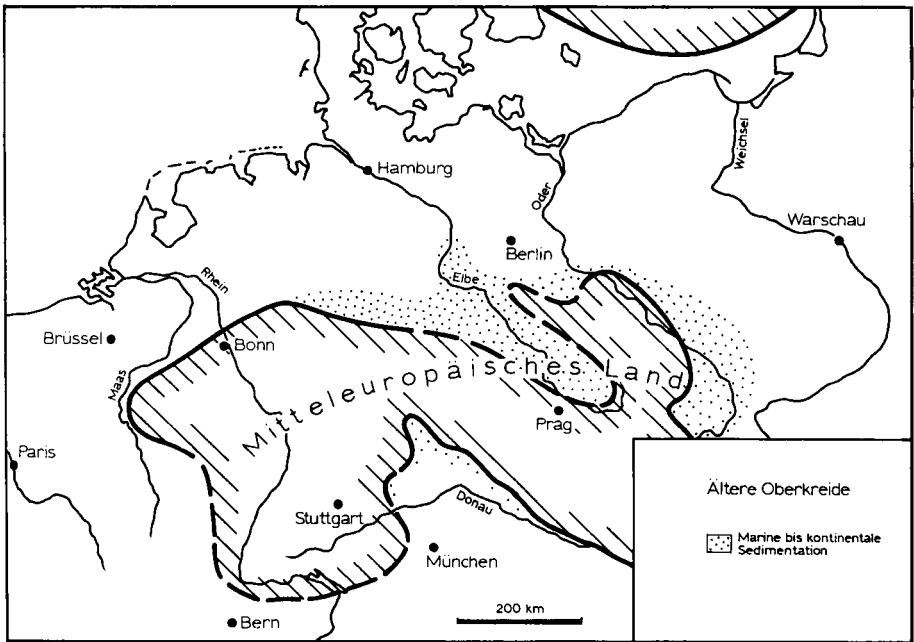 Hamburg
Weichsel
Oder
Warschau
Berlin
Elbe
Rhein
Brüssel
Bonn
Maas
Mitteleuropäisches Land
Prag
Paris
Ältere Oberkreide
Stuttgart
Donau
Marine bis kontinentale
Sedimentation
München
200 km
Bern